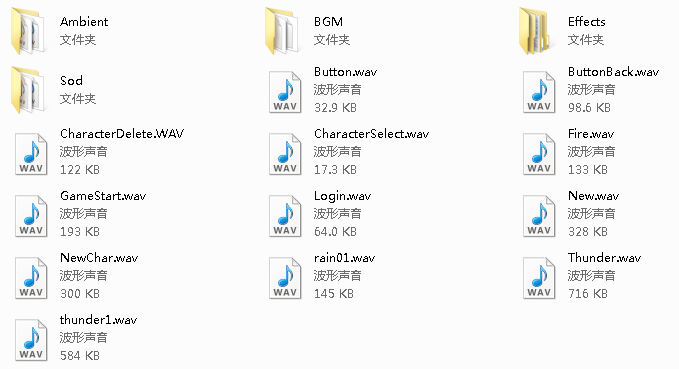 Ambient
文件夹
BGM
文件夹
Effects
文件夹
Sod
文件夹
Button.wav
波形声音
32.9 KB
ButtonBack.wav
波形声音
98.6 KB
CharacterDelete.WAV
波形声音
122 KB
CharacterSelect.wav
波形声音
17.3 KB
Fire.wav
波形声音
133 KB
GameStart.wav
波形声音
193 KB
Login.wav
波形声音
64.0 KB
New.wav
波形声音
328 KB
NewChar.wav
波形声音
300 KB
rain01.wav
波形声音
145 KB
Thunder.wav
波形声音
716 KB
thunder1.wav
波形声音
584 KB
WAV
WAV
WAV
WAV
WAV
WAV
WAV
WAV
WAV
WAV
WAV
WAV